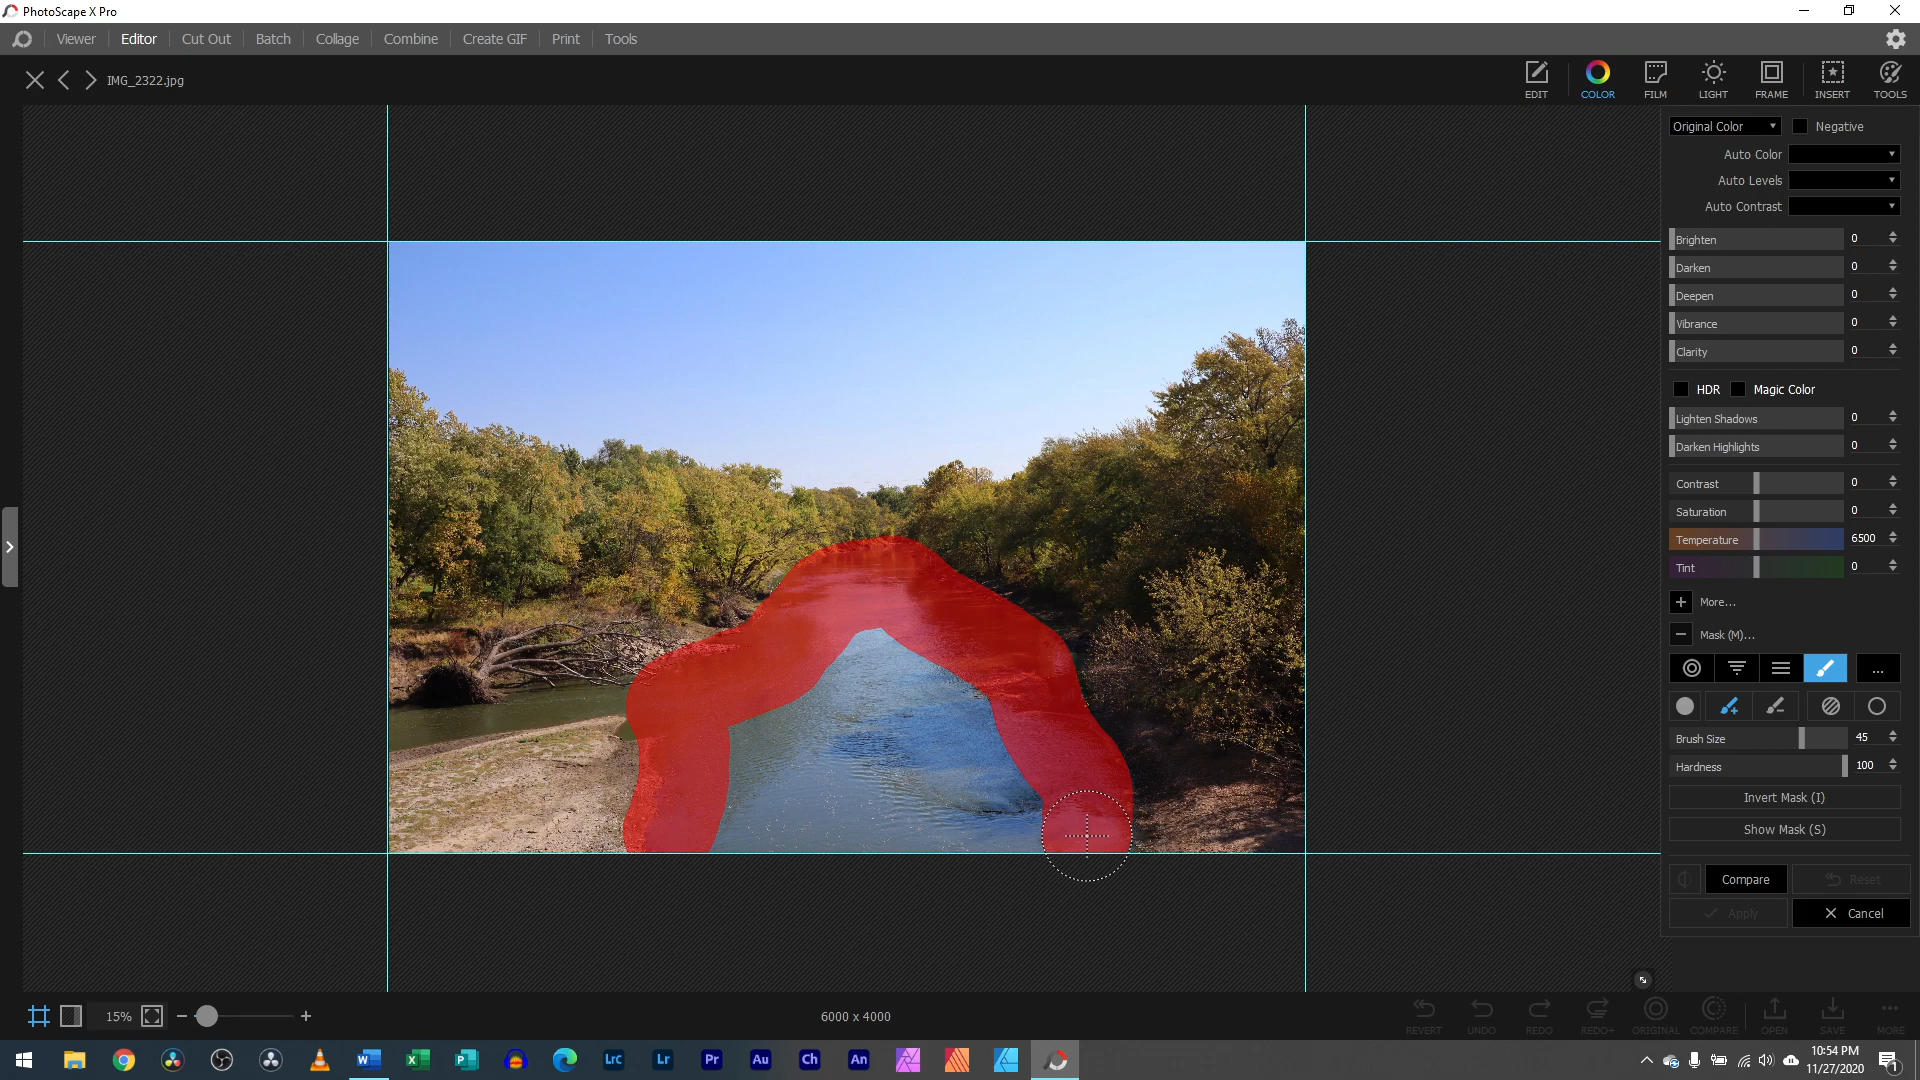 PhotoScape X Pro
Viewer Editor Cut Out Batch Collage Combine Create GIF Print Tools
IMG_2322.jpg
EDIT COLOR FILM LIGHT FRAME INSERT TOOLS
Original Color Negative
Auto Color
Auto Levels
Auto Contrast
Brighten 0
Darken 0
Deepen 0
Vibrance 0
Clarity 0
HDR Magic Color
Lighten Shadows 0
Darken Highlights 0
Contrast 0
Saturation 0
Temperature 6500
Tint 0
More...
Mask (M)...
...
Brush Size 45
Hardness 100
Invert Mask (I)
Show Mask (S)
Compare Reset
Apply Cancel
15% 6000 x 4000
REVERT UNDO REDO REDO+ ORIGINAL COMPARE OPEN SAVE MORE
W X P LrC Lr Pr Au Ch An
10:54 PM
11/27/2020
1